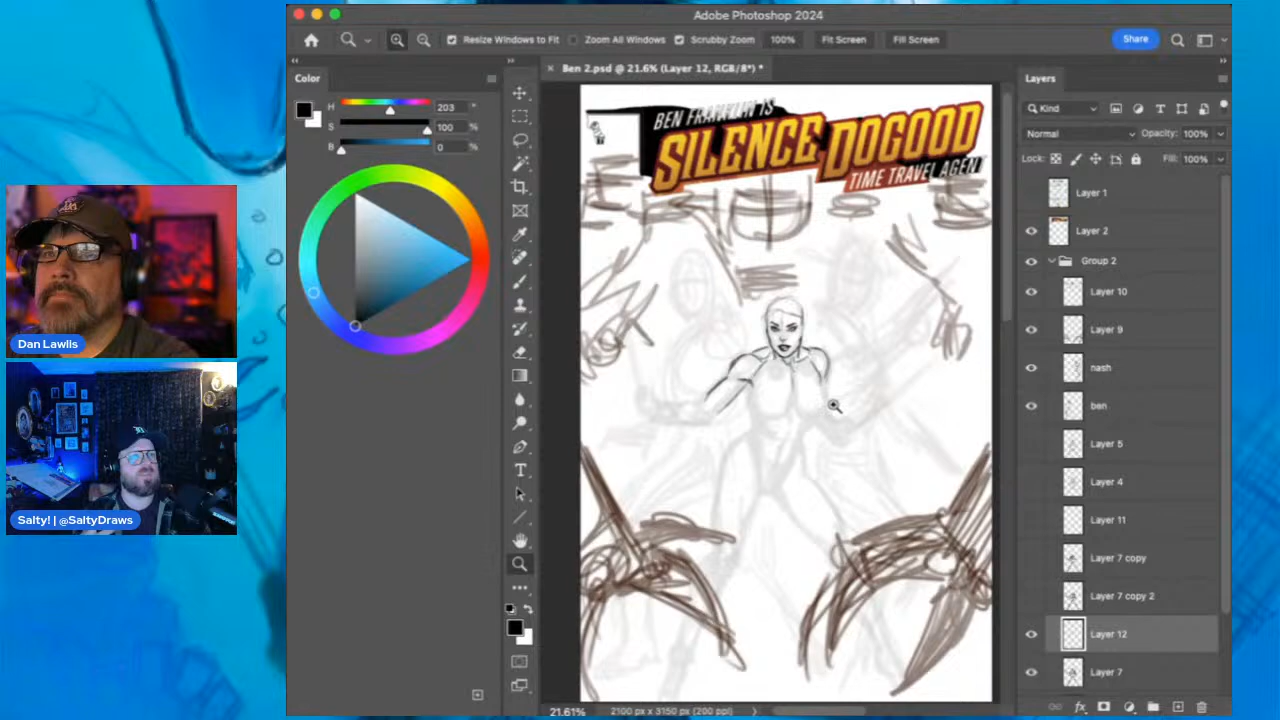 Adobe Photoshop 2024
Resize Windows to Fit
Zoom All Windows
Scrubby Zoom
100%
Fit Screen
Fill Screen
Share
Color
Ben 2.psd @ 21.6% (Layer 12, RGB/8*) *
Layers
H 203 °
S 100 %
B 0 %
BEN FRANKLIN IS
SILENCE DOGOOD
TIME TRAVEL AGENT
Kind
Normal
Opacity: 100%
Lock:
Fill: 100%
Layer 1
Layer 2
Group 2
Layer 10
Layer 9
nash
ben
Layer 5
Layer 4
Layer 11
Layer 7 copy
Layer 7 copy 2
Layer 12
Layer 7
Dan Lawlis
Salty! | @SaltyDraws
21.61%
2100 px x 3150 px (200 ppi)